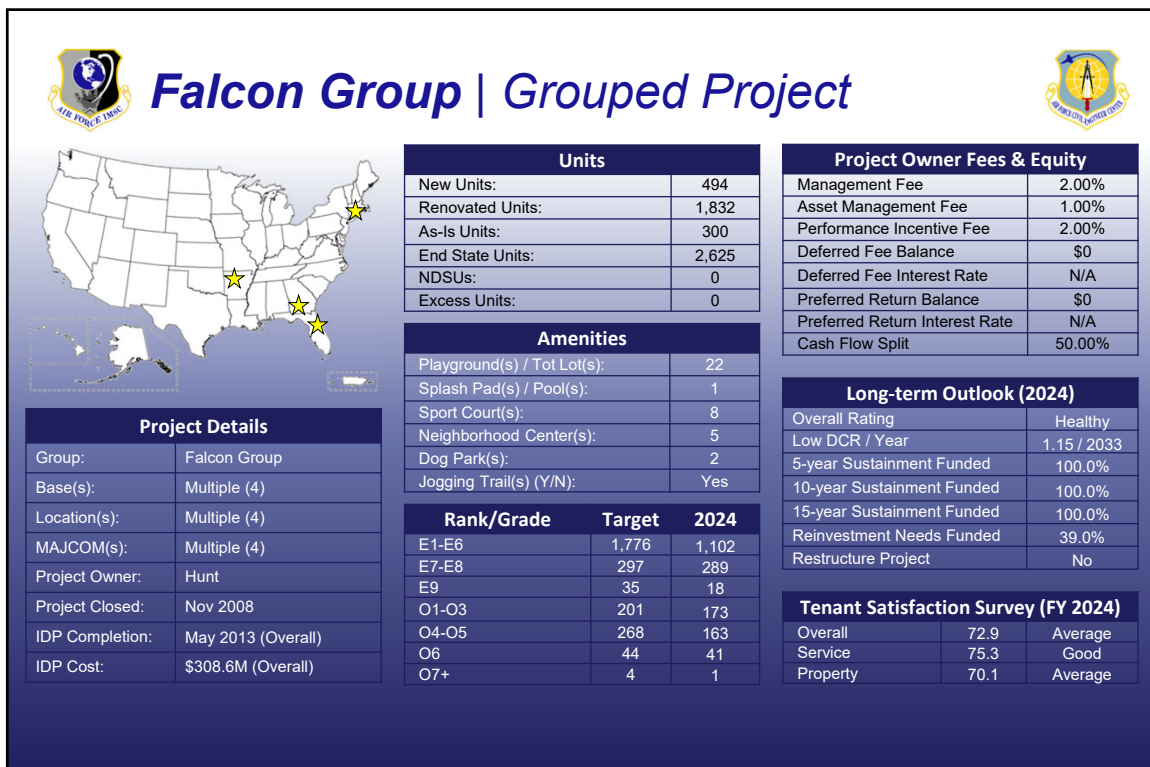 AIR FORCE IMSC
Falcon Group | Grouped Project
AIR FORCE CIVIL ENGINEER CENTER
Project Details
Group: Falcon Group
Base(s): Multiple (4)
Location(s): Multiple (4)
MAJCOM(s): Multiple (4)
Project Owner: Hunt
Project Closed: Nov 2008
IDP Completion: May 2013 (Overall)
IDP Cost: $308.6M (Overall)
Units
New Units: 494
Renovated Units: 1,832
As-Is Units: 300
End State Units: 2,625
NDSUs: 0
Excess Units: 0
Amenities
Playground(s) / Tot Lot(s): 22
Splash Pad(s) / Pool(s): 1
Sport Court(s): 8
Neighborhood Center(s): 5
Dog Park(s): 2
Jogging Trail(s) (Y/N): Yes
Rank/Grade Target 2024
E1-E6 1,776 1,102
E7-E8 297 289
E9 35 18
O1-O3 201 173
O4-O5 268 163
O6 44 41
O7+ 4 1
Project Owner Fees & Equity
Management Fee 2.00%
Asset Management Fee 1.00%
Performance Incentive Fee 2.00%
Deferred Fee Balance $0
Deferred Fee Interest Rate N/A
Preferred Return Balance $0
Preferred Return Interest Rate N/A
Cash Flow Split 50.00%
Long-term Outlook (2024)
Overall Rating Healthy
Low DCR / Year 1.15 / 2033
5-year Sustainment Funded 100.0%
10-year Sustainment Funded 100.0%
15-year Sustainment Funded 100.0%
Reinvestment Needs Funded 39.0%
Restructure Project No
Tenant Satisfaction Survey (FY 2024)
Overall 72.9 Average
Service 75.3 Good
Property 70.1 Average